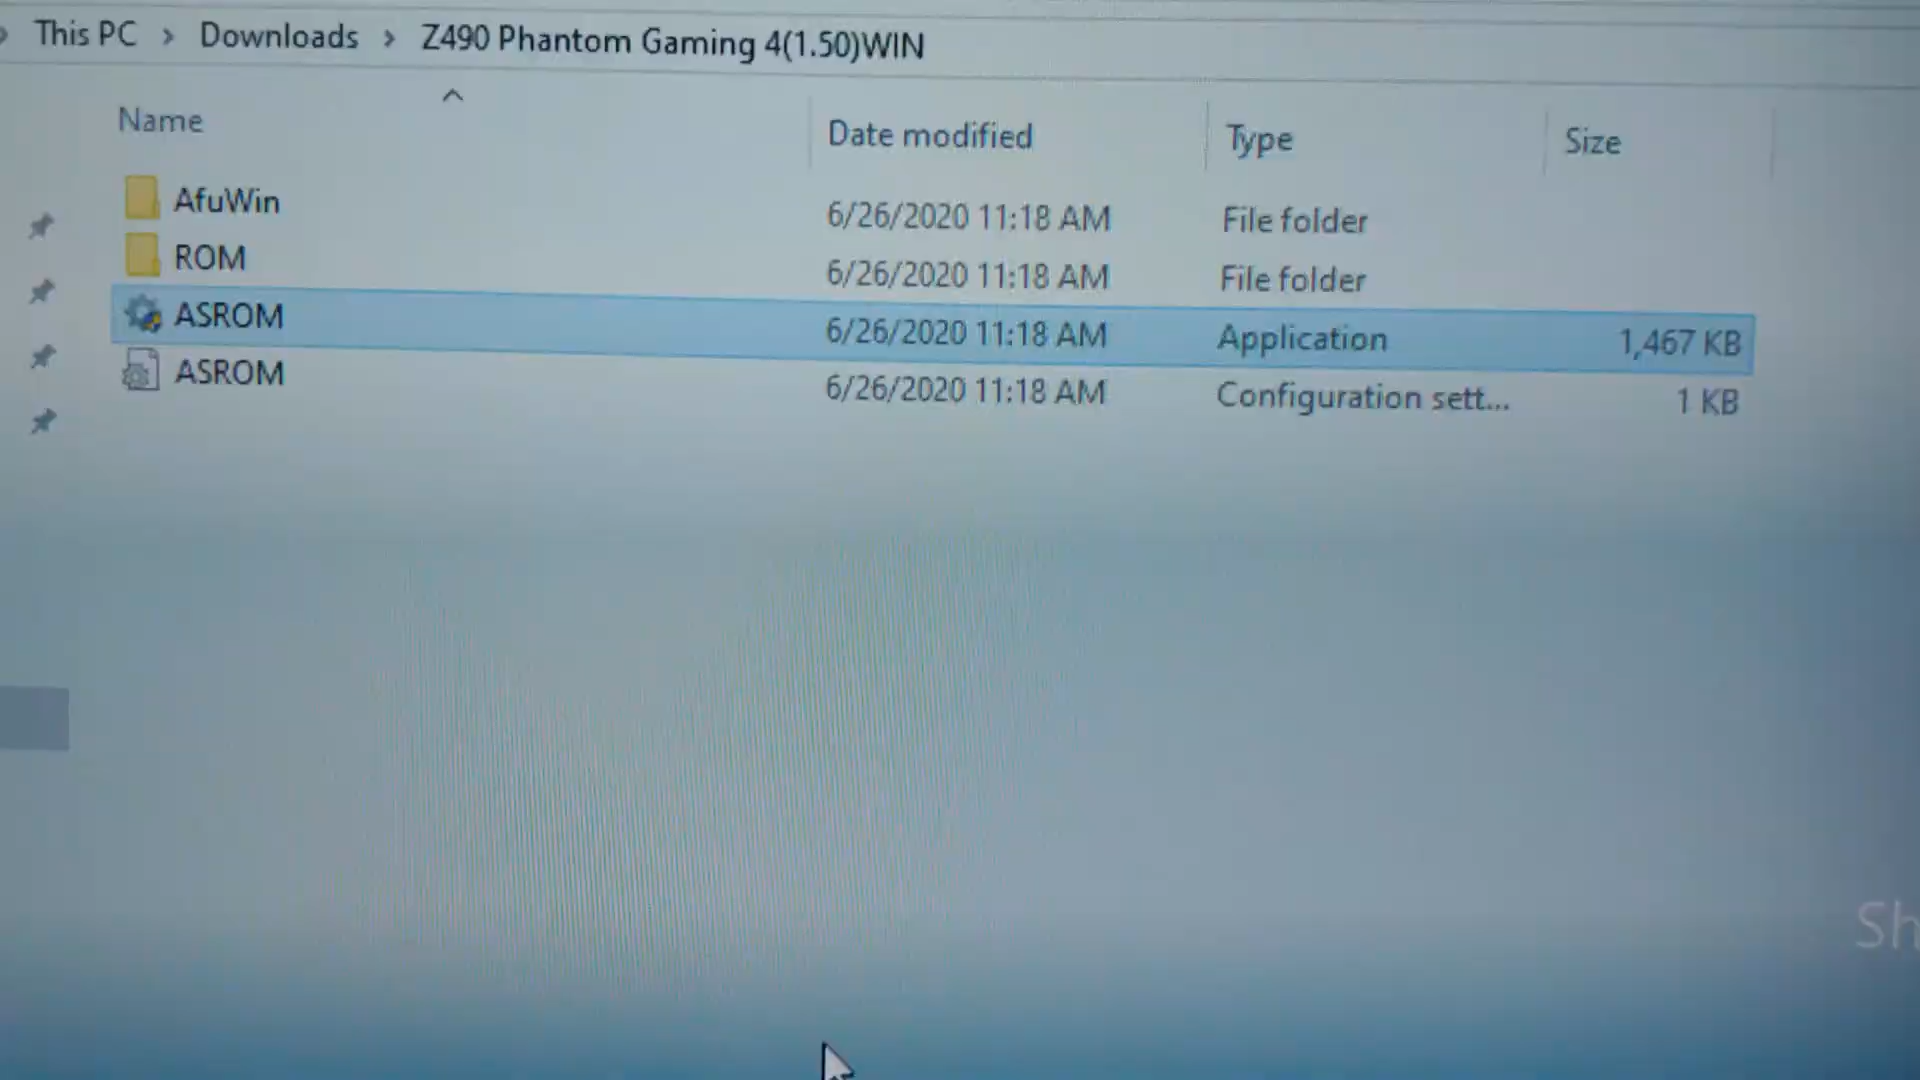 This PC > Downloads > Z490 Phantom Gaming 4(1.50)WIN
Name Date modified Type Size
AfuWin 6/26/2020 11:18 AM File folder
ROM 6/26/2020 11:18 AM File folder
ASROM 6/26/2020 11:18 AM Application 1,467 KB
ASROM 6/26/2020 11:18 AM Configuration sett... 1 KB
Sh